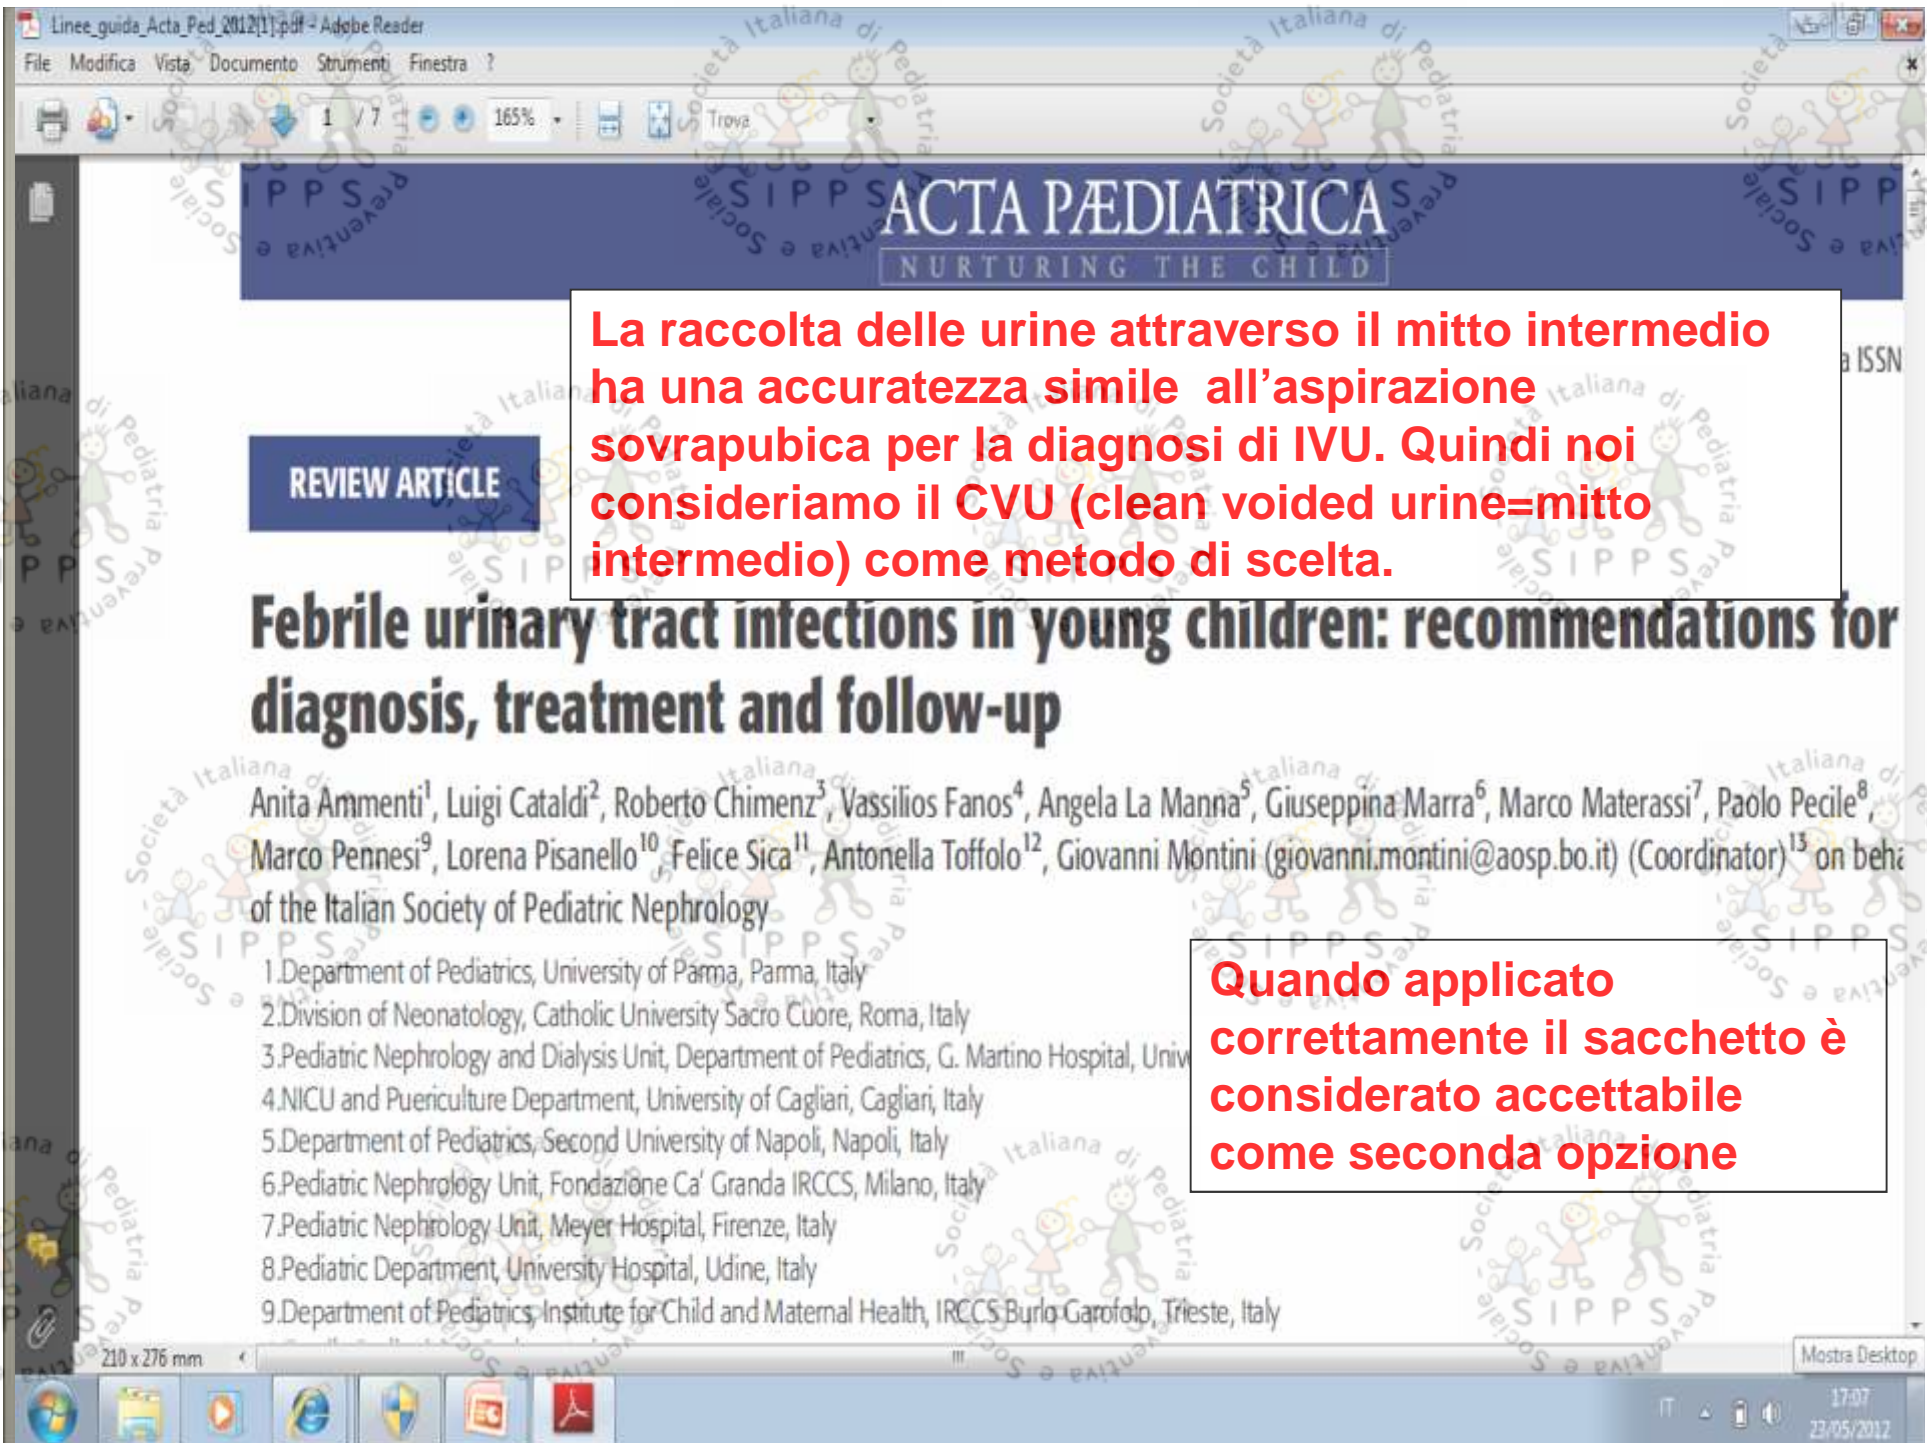 Linee_guida_Acta_Ped_2012[1].pdf - Adobe Reader
File Modifica Vista Documento Strumenti Finestra ?
1 / 7 165% Trova
ACTA PÆDIATRICA
NURTURING THE CHILD
La raccolta delle urine attraverso il mitto intermedio
ha una accuratezza simile all'aspirazione
sovrapubica per la diagnosi di IVU. Quindi noi
consideriamo il CVU (clean voided urine=mitto
intermedio) come metodo di scelta.
a ISSN
REVIEW ARTICLE
Febrile urinary tract infections in young children: recommendations for
diagnosis, treatment and follow-up
Anita Ammenti1, Luigi Cataldi2, Roberto Chimenz3, Vassilios Fanos4, Angela La Manna5, Giuseppina Marra6, Marco Materassi7, Paolo Pecile8,
Marco Pennesi9, Lorena Pisanello10, Felice Sica11, Antonella Toffolo12, Giovanni Montini (giovanni.montini@aosp.bo.it) (Coordinator)13 on beha
of the Italian Society of Pediatric Nephrology
1.Department of Pediatrics, University of Parma, Parma, Italy
2.Division of Neonatology, Catholic University Sacro Cuore, Roma, Italy
3.Pediatric Nephrology and Dialysis Unit, Department of Pediatrics, G. Martino Hospital, Unive
4.NICU and Puericulture Department, University of Cagliari, Cagliari, Italy
5.Department of Pediatrics, Second University of Napoli, Napoli, Italy
6.Pediatric Nephrology Unit, Fondazione Ca' Granda IRCCS, Milano, Italy
7.Pediatric Nephrology Unit, Meyer Hospital, Firenze, Italy
8.Pediatric Department, University Hospital, Udine, Italy
9.Department of Pediatrics, Institute for Child and Maternal Health, IRCCS Burlo Garofolo, Trieste, Italy
Quando applicato
correttamente il sacchetto è
considerato accettabile
come seconda opzione
210 x 276 mm
Mostra Desktop
IT
17:07
23/05/2012
Società Italiana di Pediatria Preventiva e Sociale
SIPPS